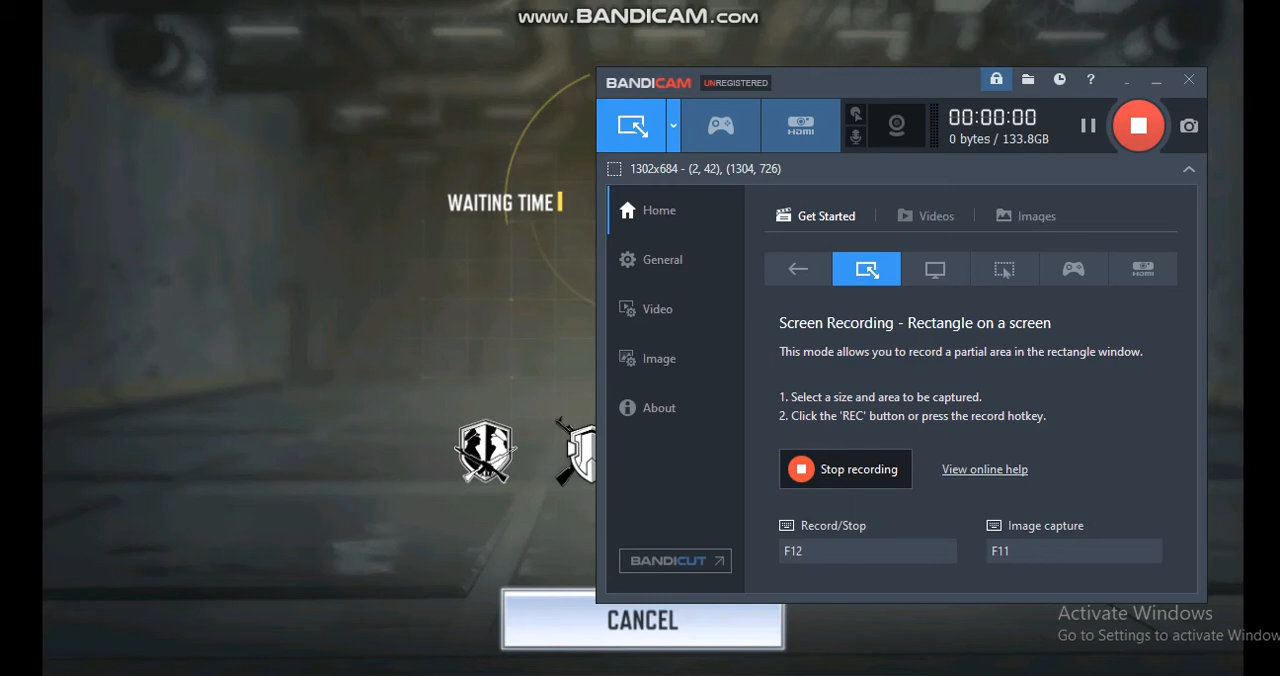 www.BANDICAM.com
BANDICAM UNREGISTERED
?
HDMI
00:00:00
0 bytes / 133.8GB
1302x684 - (2, 42), (1304, 726)
WAITING TIME
Home
General
Video
Image
About
BANDICUT
Get Started
Videos
Images
HDMI
Screen Recording - Rectangle on a screen
This mode allows you to record a partial area in the rectangle window.
1. Select a size and area to be captured.
2. Click the 'REC' button or press the record hotkey.
Stop recording
View online help
Record/Stop
Image capture
F12
F11
CANCEL
Activate Windows
Go to Settings to activate Window